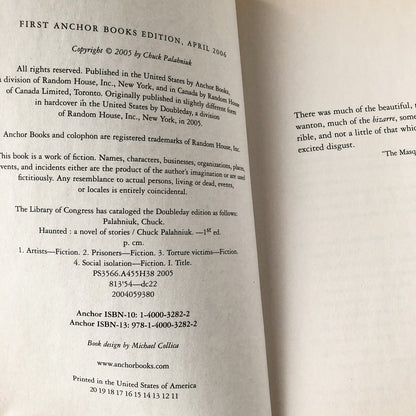 FIRST ANCHOR BOOKS EDITION, APRIL 2006
Copyright © 2005 by Chuck Palahniuk
All rights reserved. Published in the United States by Anchor Books,
a division of Random House, Inc., New York, and in Canada by Random House
of Canada Limited, Toronto. Originally published in slightly different form
in hardcover in the United States by Doubleday, a division
of Random House, Inc., New York, in 2005.
Anchor Books and colophon are registered trademarks of Random House, Inc.
This book is a work of fiction. Names, characters, businesses, organizations, places,
events, and incidents either are the product of the author's imagination or are used
fictitiously. Any resemblance to actual persons, living or dead, events,
or locales is entirely coincidental.
The Library of Congress has cataloged the Doubleday edition as follows:
Palahniuk, Chuck.
Haunted : a novel of stories / Chuck Palahniuk. —1st ed.
p. cm.
1. Artists—Fiction. 2. Prisoners—Fiction. 3. Torture victims—Fiction.
4. Social isolation—Fiction. I. Title.
PS3566.A455H38 2005
813'54—dc22
2004059380
Anchor ISBN-10: 1-4000-3282-2
Anchor ISBN-13: 978-1-4000-3282-2
Book design by Michael Collica
www.anchorbooks.com
Printed in the United States of America
20 19 18 17 16 15 14 13 12 11
There was much of the beautiful,
wanton, much of the bizarre, some
rible, and not a little of that whi
excited disgust.
"The Masq